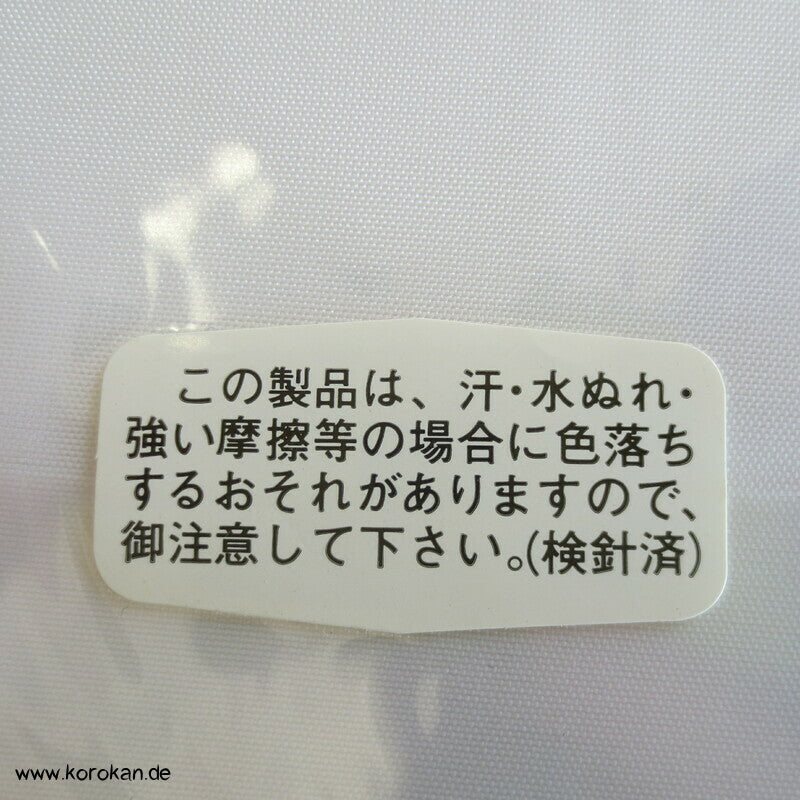 この製品は、汗・水ぬれ・
強い摩擦等の場合に色落ち
するおそれがありますので、
御注意して下さい。(検針済)
www.korokan.de